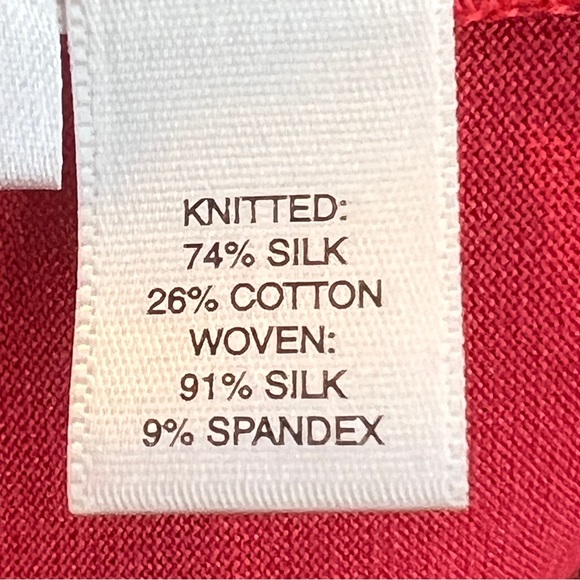 KNITTED:
74% SILK
26% COTTON
WOVEN:
91% SILK
9% SPANDEX